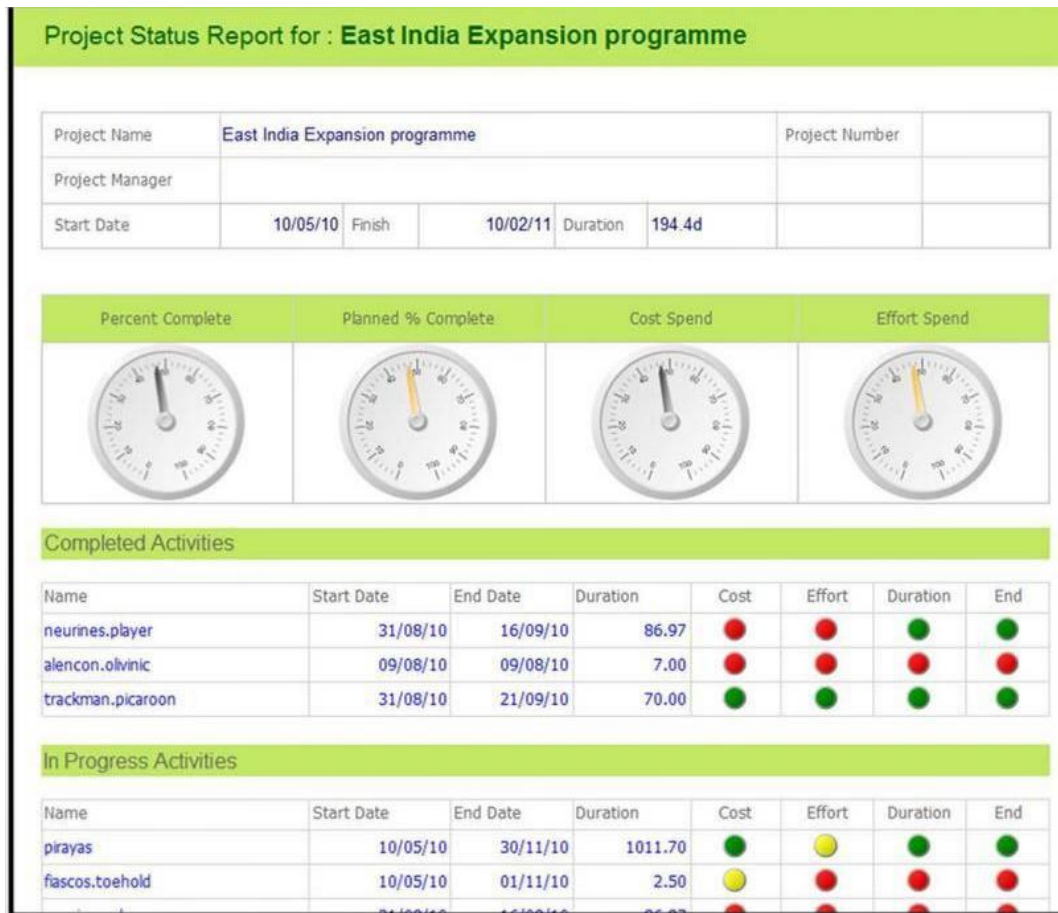 Project Status Report for : East India Expansion programme
Project Name East India Expansion programme Project Number
Project Manager
Start Date 10/05/10 Finish 10/02/11 Duration 194.4d
Percent Complete Planned % Complete Cost Spend Effort Spend
Completed Activities
Name Start Date End Date Duration Cost Effort Duration End
neurines.player 31/08/10 16/09/10 86.97
alencon.olivinic 09/08/10 09/08/10 7.00
trackman.picaroon 31/08/10 21/09/10 70.00
In Progress Activities
Name Start Date End Date Duration Cost Effort Duration End
pirayas 10/05/10 30/11/10 1011.70
fiascos.toehold 10/05/10 01/11/10 2.50